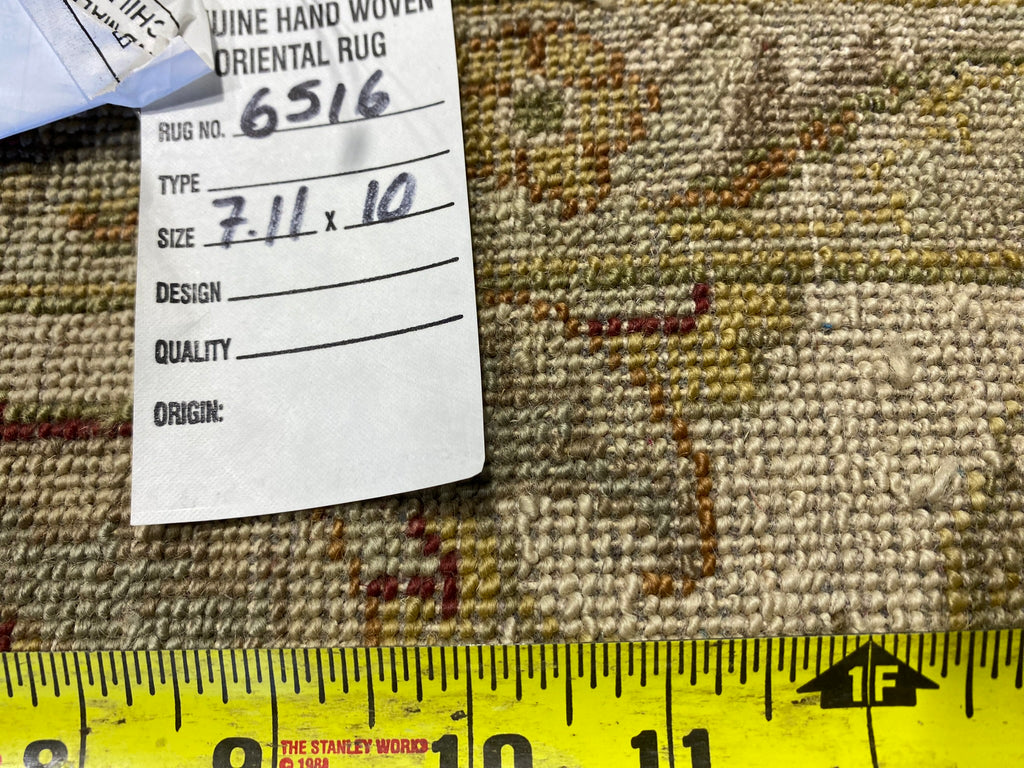 UINE HAND WOVEN
ORIENTAL RUG
RUG NO. 6516
TYPE
SIZE 7.11 X 10
DESIGN
QUALITY
ORIGIN:
1F
8 9 10 11
THE STANLEY WORKS
© 1988